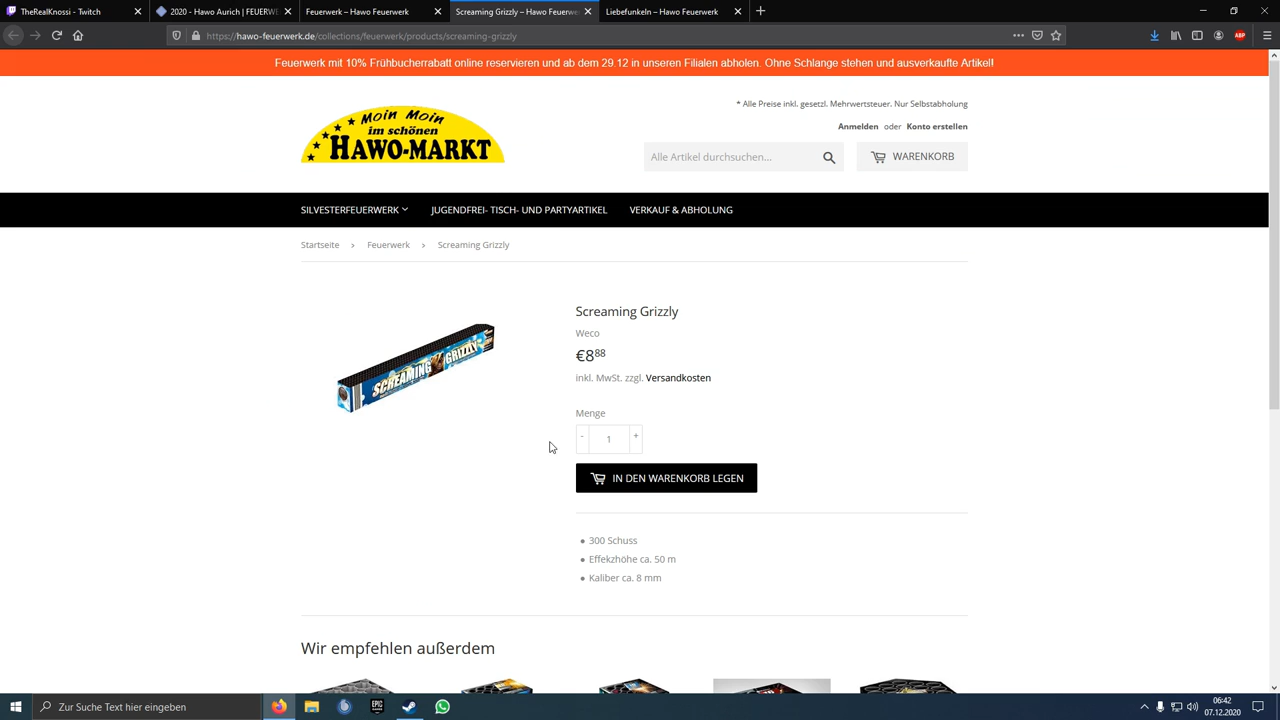 TheRealKnoss - Twitch
2020 - Hawo Aurich | FEUERW
Feuerwerk – Hawo Feuerwerk
Screaming Grizzly – Hawo Feuerwe
Liebefunkeln – Hawo Feuerwerk
https://hawo-feuerwerk.de/collections/feuerwerk/products/screaming-grizzly
Feuerwerk mit 10% Frühbucherrabatt online reservieren und ab dem 29.12 in unseren Filialen abholen. Ohne Schlange stehen und ausverkaufte Artikel!
* Alle Preise inkl. gesetzl. Mehrwertsteuer. Nur Selbstabholung
Moin Moin
im schönen
HAWO-MARKT
Anmelden oder Konto erstellen
Alle Artikel durchsuchen...
WARENKORB
SILVESTERFEUERWERK
JUGENDFREI- TISCH- UND PARTYARTIKEL
VERKAUF & ABHOLUNG
Startseite › Feuerwerk › Screaming Grizzly
SCREAMING GRIZZLY
Screaming Grizzly
Weco
€8 88
inkl. MwSt. zzgl. Versandkosten
Menge
- 1 +
IN DEN WARENKORB LEGEN
● 300 Schuss
● Effekzhöhe ca. 50 m
● Kaliber ca. 8 mm
Wir empfehlen außerdem
Zur Suche Text hier eingeben
EPIC
06:42
07.12.2020